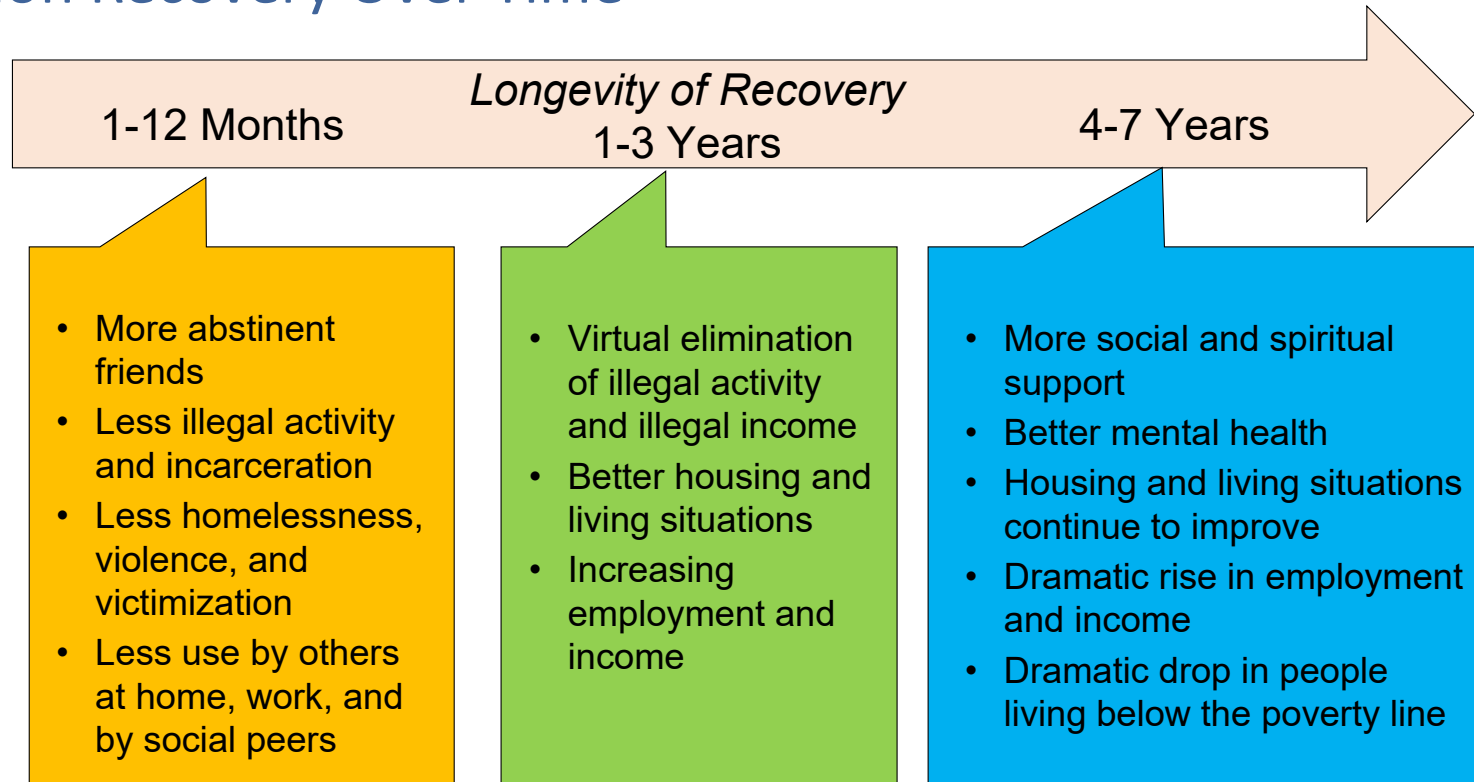 Recovery Over Time
Longevity of Recovery
1-12 Months
1-3 Years
4-7 Years
• More abstinent
friends
• Less illegal activity
and incarceration
• Less homelessness,
violence, and
victimization
• Less use by others
at home, work, and
by social peers
• Virtual elimination
of illegal activity
and illegal income
• Better housing and
living situations
• Increasing
employment and
income
• More social and spiritual
support
• Better mental health
• Housing and living situations
continue to improve
• Dramatic rise in employment
and income
• Dramatic drop in people
living below the poverty line